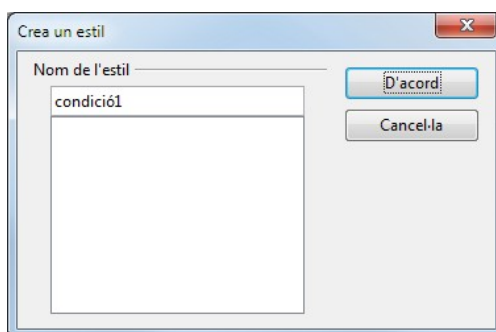 Crea un estil
Nom de l'estil
condició1
D'acord
Cancel·la